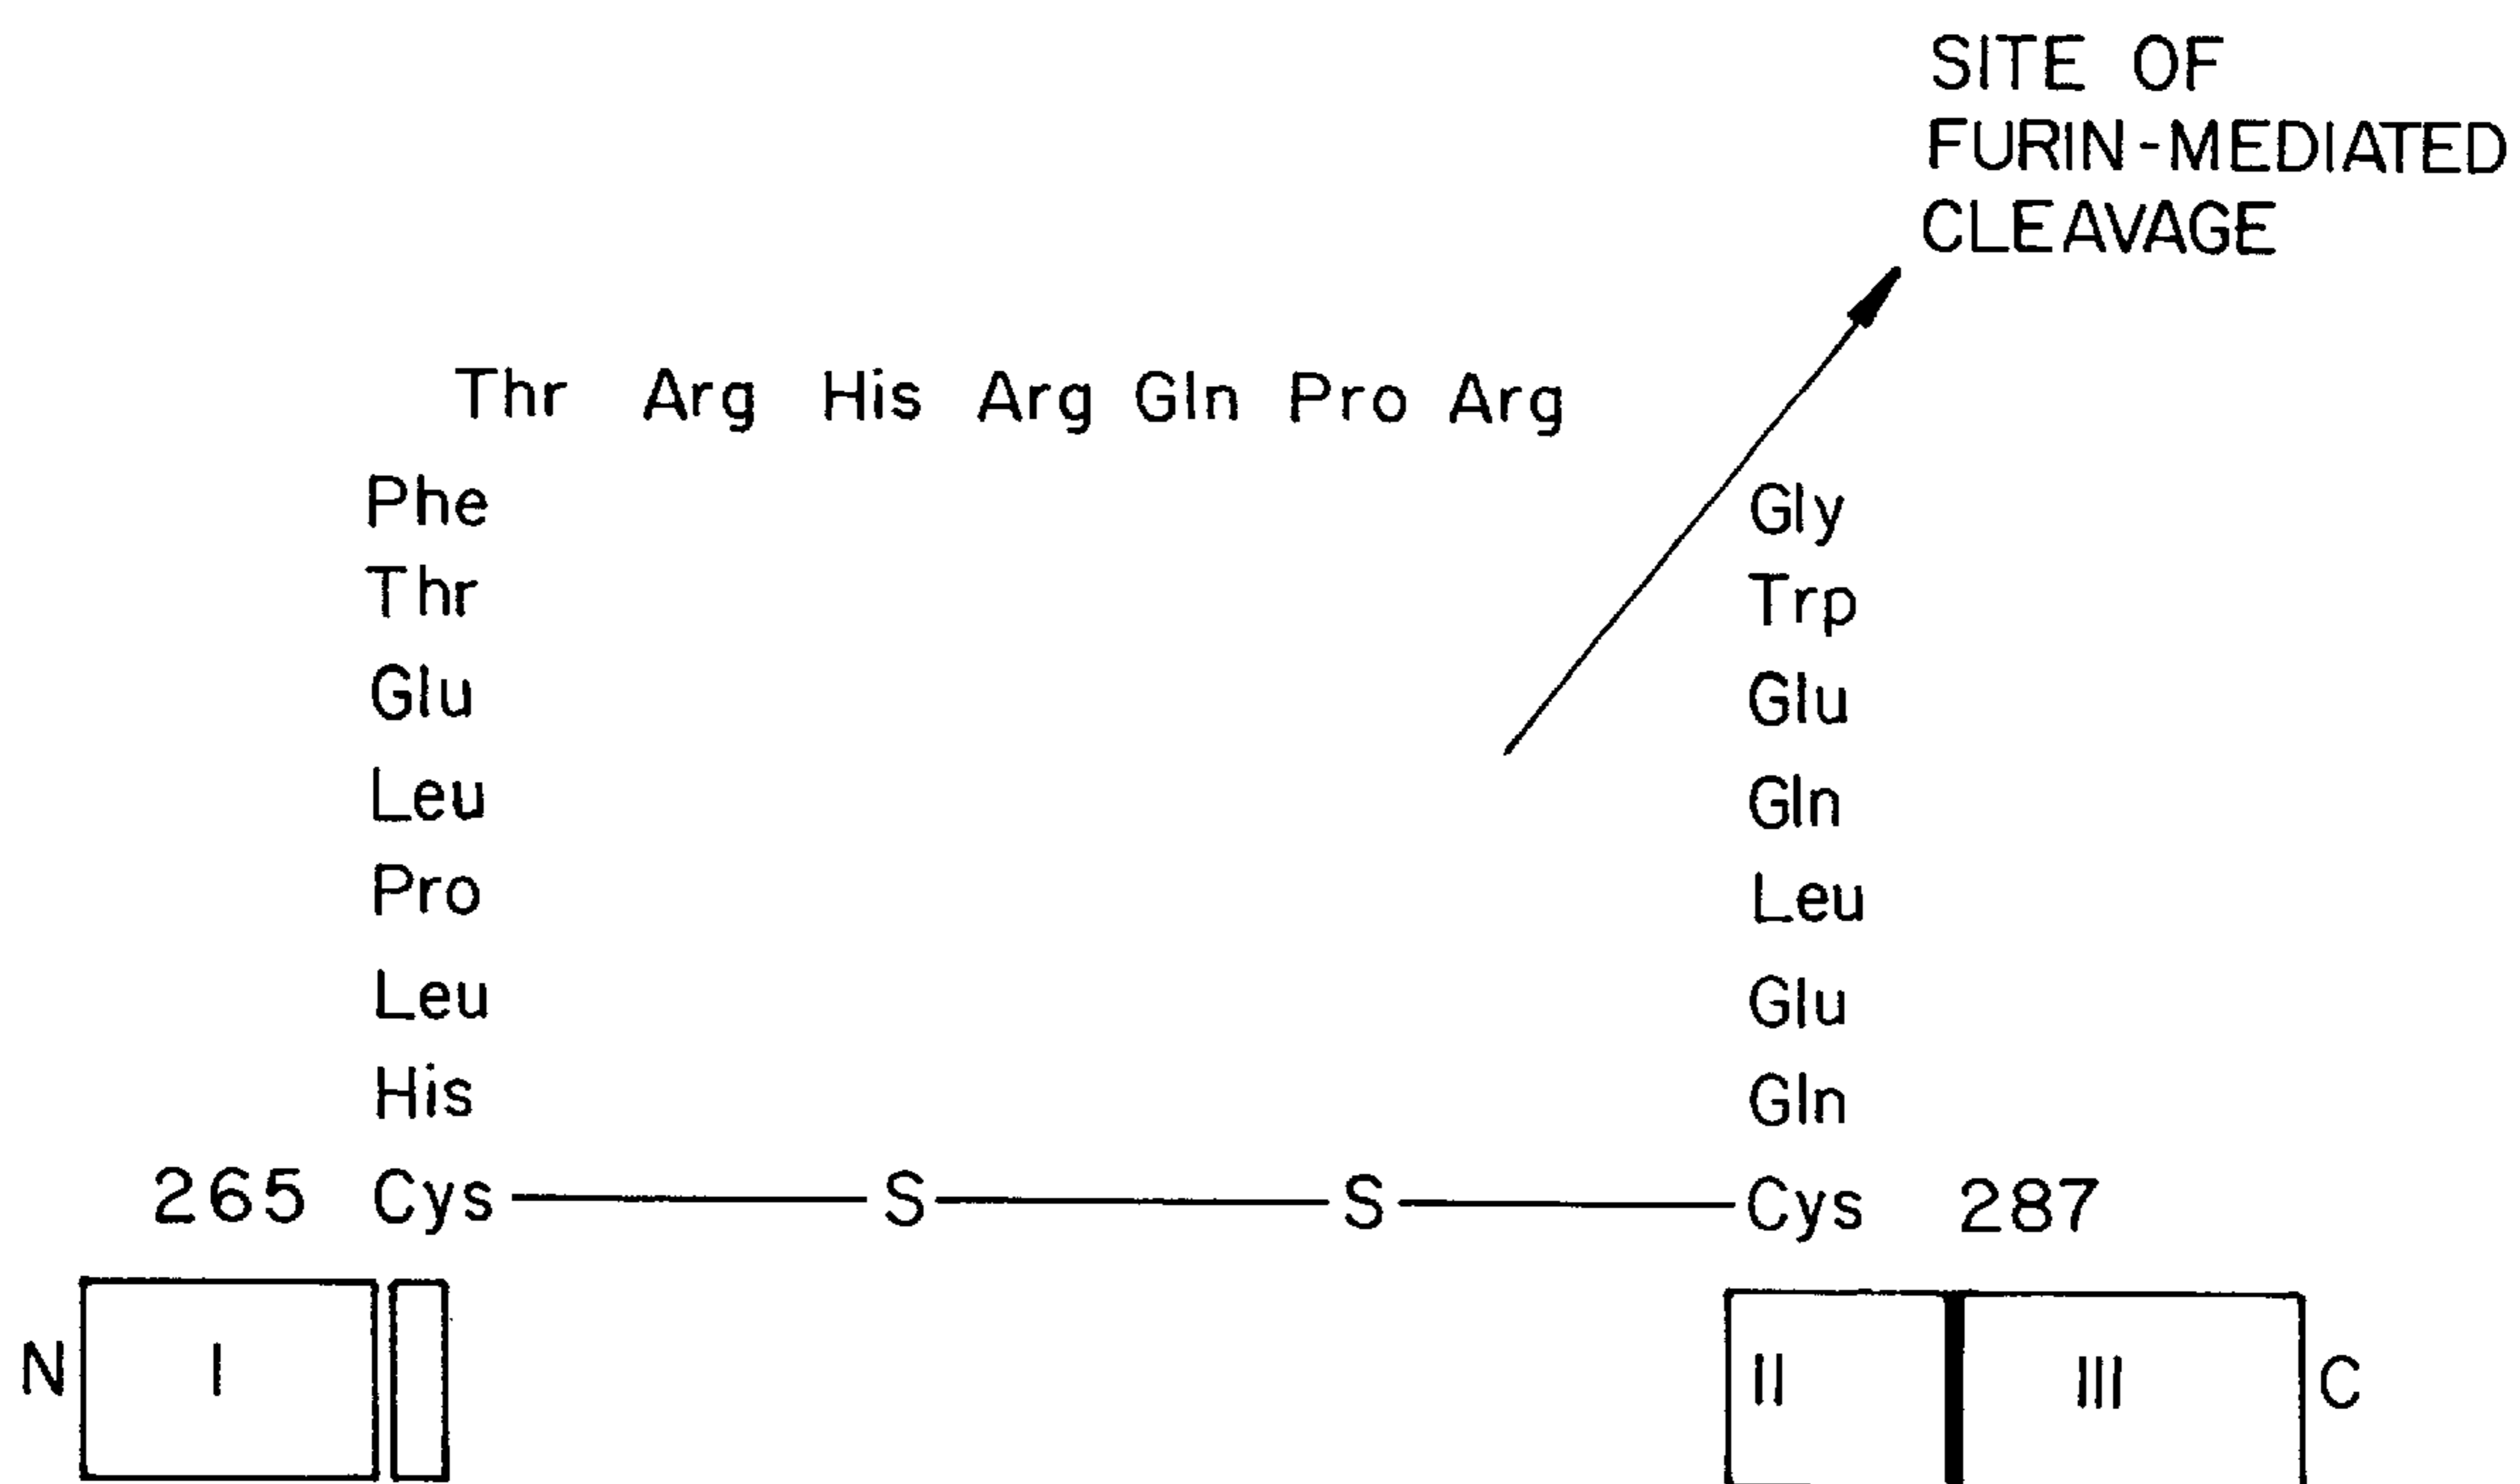 SITE OF
FURIN-MEDIATED
CLEAVAGE
Thr Arg His Arg Gln Pro Arg
Phe Gly
Thr Trp
Glu Glu
Leu Gln
Pro Leu
Leu Glu
His Gln
265 Cys S S Cys 287
N I II III C